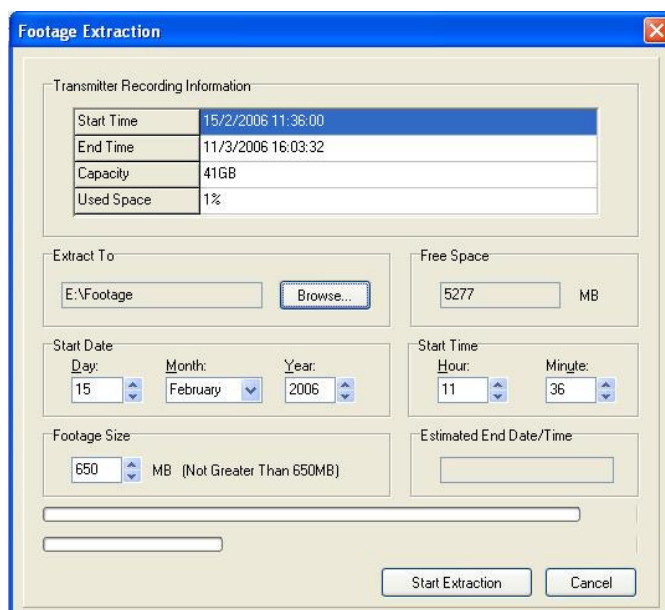 Footage Extraction
Transmitter Recording Information
Start Time 15/2/2006 11:36:00
End Time 11/3/2006 16:03:32
Capacity 41GB
Used Space 1%
Extract To
E:\Footage Browse...
Free Space
5277 MB
Start Date
Day: Month: Year:
15 February 2006
Start Time
Hour: Minute:
11 36
Footage Size
650 MB (Not Greater Than 650MB)
Estimated End Date/Time
Start Extraction Cancel